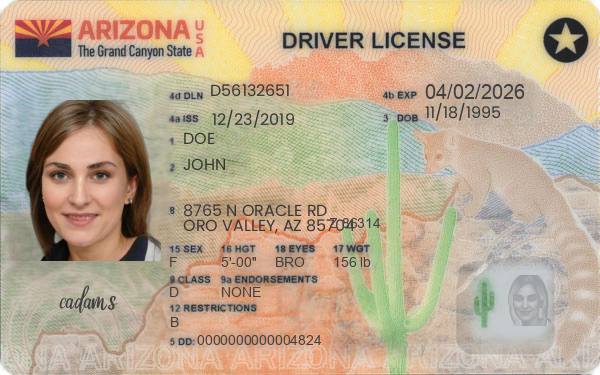 ARIZONA USA
The Grand Canyon State
DRIVER LICENSE
4d DLN D56132651
4b EXP 04/02/2026
4a ISS 12/23/2019
3 DOB 11/18/1995
1 DOE
2 JOHN
8 8765 N ORACLE RD
ORO VALLEY, AZ 85704
15 SEX 16 HGT 18 EYES 17 WGT
F 5'-00" BRO 156 lb
9 CLASS 9a ENDORSEMENTS
D NONE
12 RESTRICTIONS
B
5 DD: 0000000000004824
cadams
ARIZONA ARIZONA ARIZONA ARIZONA